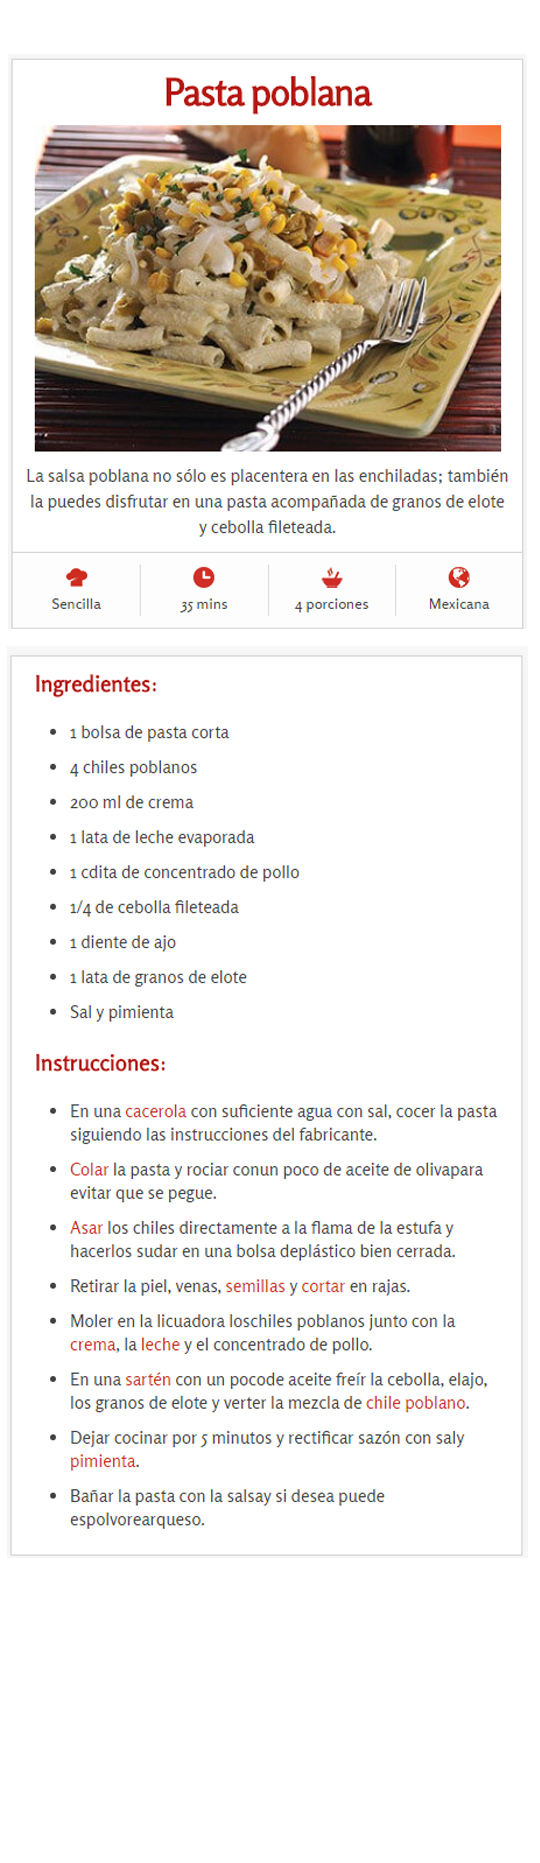 Pasta poblana
La salsa poblana no sólo es placentera en las enchiladas; también
la puedes disfrutar en una pasta acompañada de granos de elote
y cebolla fileteada.
Sencilla
35 mins
4 porciones
Mexicana
Ingredientes:
• 1 bolsa de pasta corta
• 4 chiles poblanos
• 200 ml de crema
• 1 lata de leche evaporada
• 1 cdita de concentrado de pollo
• 1/4 de cebolla fileteada
• 1 diente de ajo
• 1 lata de granos de elote
• Sal y pimienta
Instrucciones:
• En una cacerola con suficiente agua con sal, cocer la pasta
siguiendo las instrucciones del fabricante.
• Colar la pasta y rociar conun poco de aceite de olivapara
evitar que se pegue.
• Asar los chiles directamente a la flama de la estufa y
hacerlos sudar en una bolsa deplástico bien cerrada.
• Retirar la piel, venas, semillas y cortar en rajas.
• Moler en la licuadora loschiles poblanos junto con la
crema, la leche y el concentrado de pollo.
• En una sartén con un pocode aceite freír la cebolla, elajo,
los granos de elote y verter la mezcla de chile poblano.
• Dejar cocinar por 5 minutos y rectificar sazón con saly
pimienta.
• Bañar la pasta con la salsay si desea puede
espolvorearqueso.